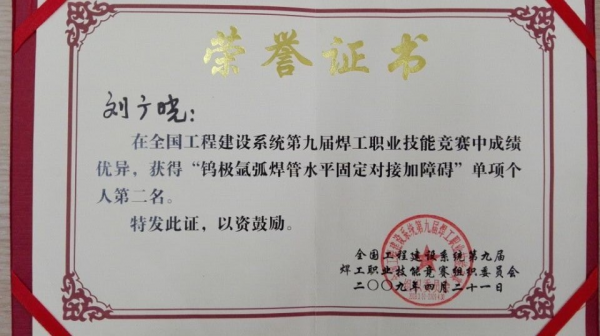 荣誉证书
刘广晓：
在全国工程建设系统第九届焊工职业技能竞赛中成绩
优异，获得“钨极氩弧焊管水平固定对接加障碍”单项个
人第二名。
特发此证，以资鼓励。
全国工程建设系统第九届
焊工职业技能竞赛组织委员会
二〇〇九年四月二十一日